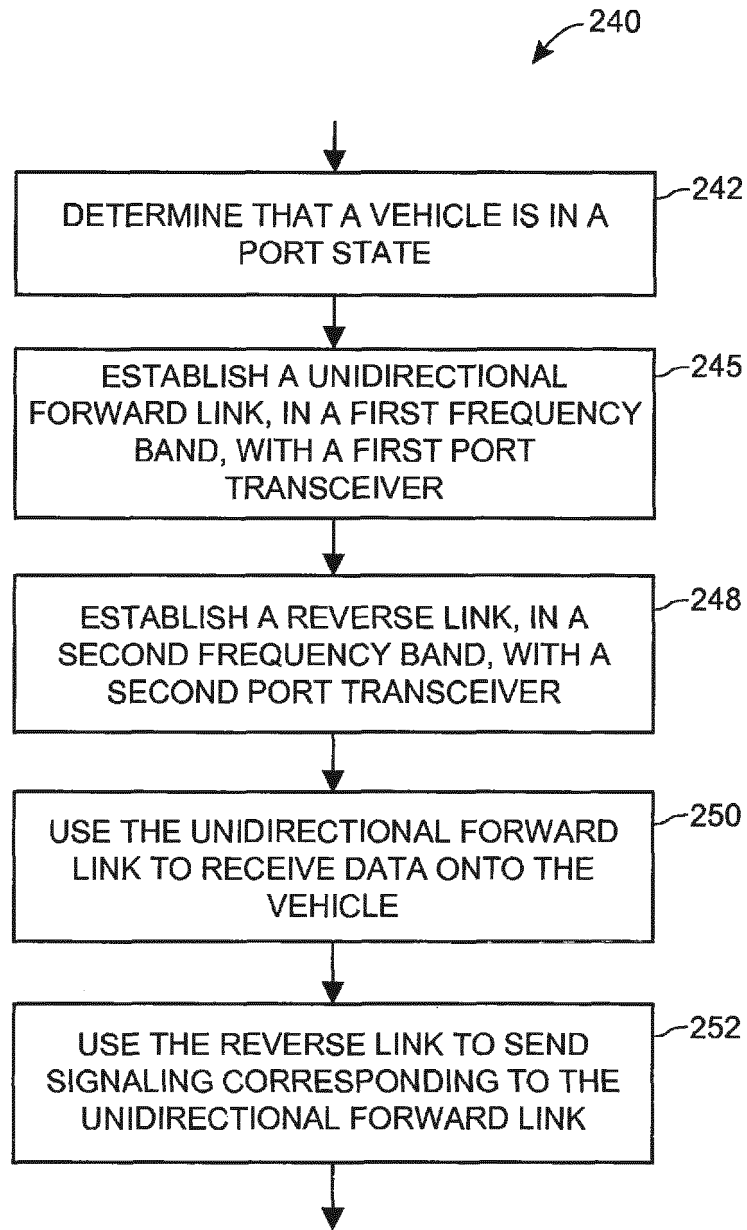 240
DETERMINE THAT A VEHICLE IS IN A
PORT STATE
242
ESTABLISH A UNIDIRECTIONAL
FORWARD LINK, IN A FIRST FREQUENCY
BAND, WITH A FIRST PORT
TRANSCEIVER
245
ESTABLISH A REVERSE LINK, IN A
SECOND FREQUENCY BAND, WITH A
SECOND PORT TRANSCEIVER
248
USE THE UNIDIRECTIONAL FORWARD
LINK TO RECEIVE DATA ONTO THE
VEHICLE
250
USE THE REVERSE LINK TO SEND
SIGNALING CORRESPONDING TO THE
UNIDIRECTIONAL FORWARD LINK
252